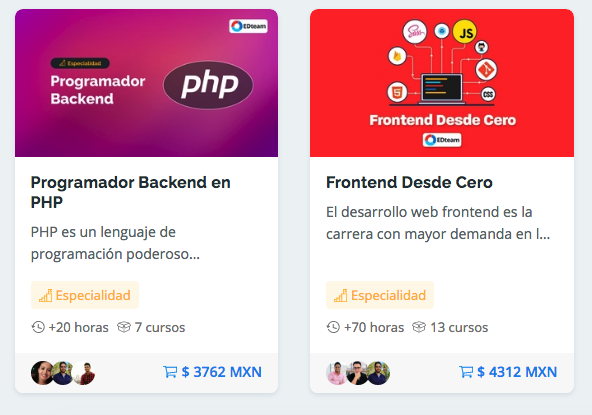 EDteam
Especialidad
Programador
Backend
php
Programador Backend en
PHP
PHP es un lenguaje de
programación poderoso...
Especialidad
+20 horas 7 cursos
$ 3762 MXN
Sass
JS
CSS
Frontend Desde Cero
EDteam
Frontend Desde Cero
El desarrollo web frontend es la
carrera con mayor demanda en l...
Especialidad
+70 horas 13 cursos
$ 4312 MXN